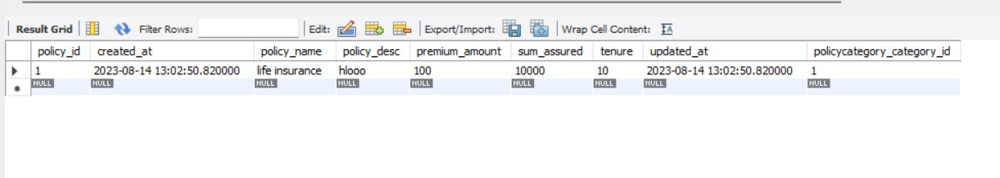 Result Grid Filter Rows: Edit: Export/Import: Wrap Cell Content:
policy_id created_at policy_name policy_desc premium_amount sum_assured tenure updated_at policycategory_category_id
1 2023-08-14 13:02:50.820000 life insurance hlooo 100 10000 10 2023-08-14 13:02:50.820000 1
NULL NULL NULL NULL NULL NULL NULL NULL NULL